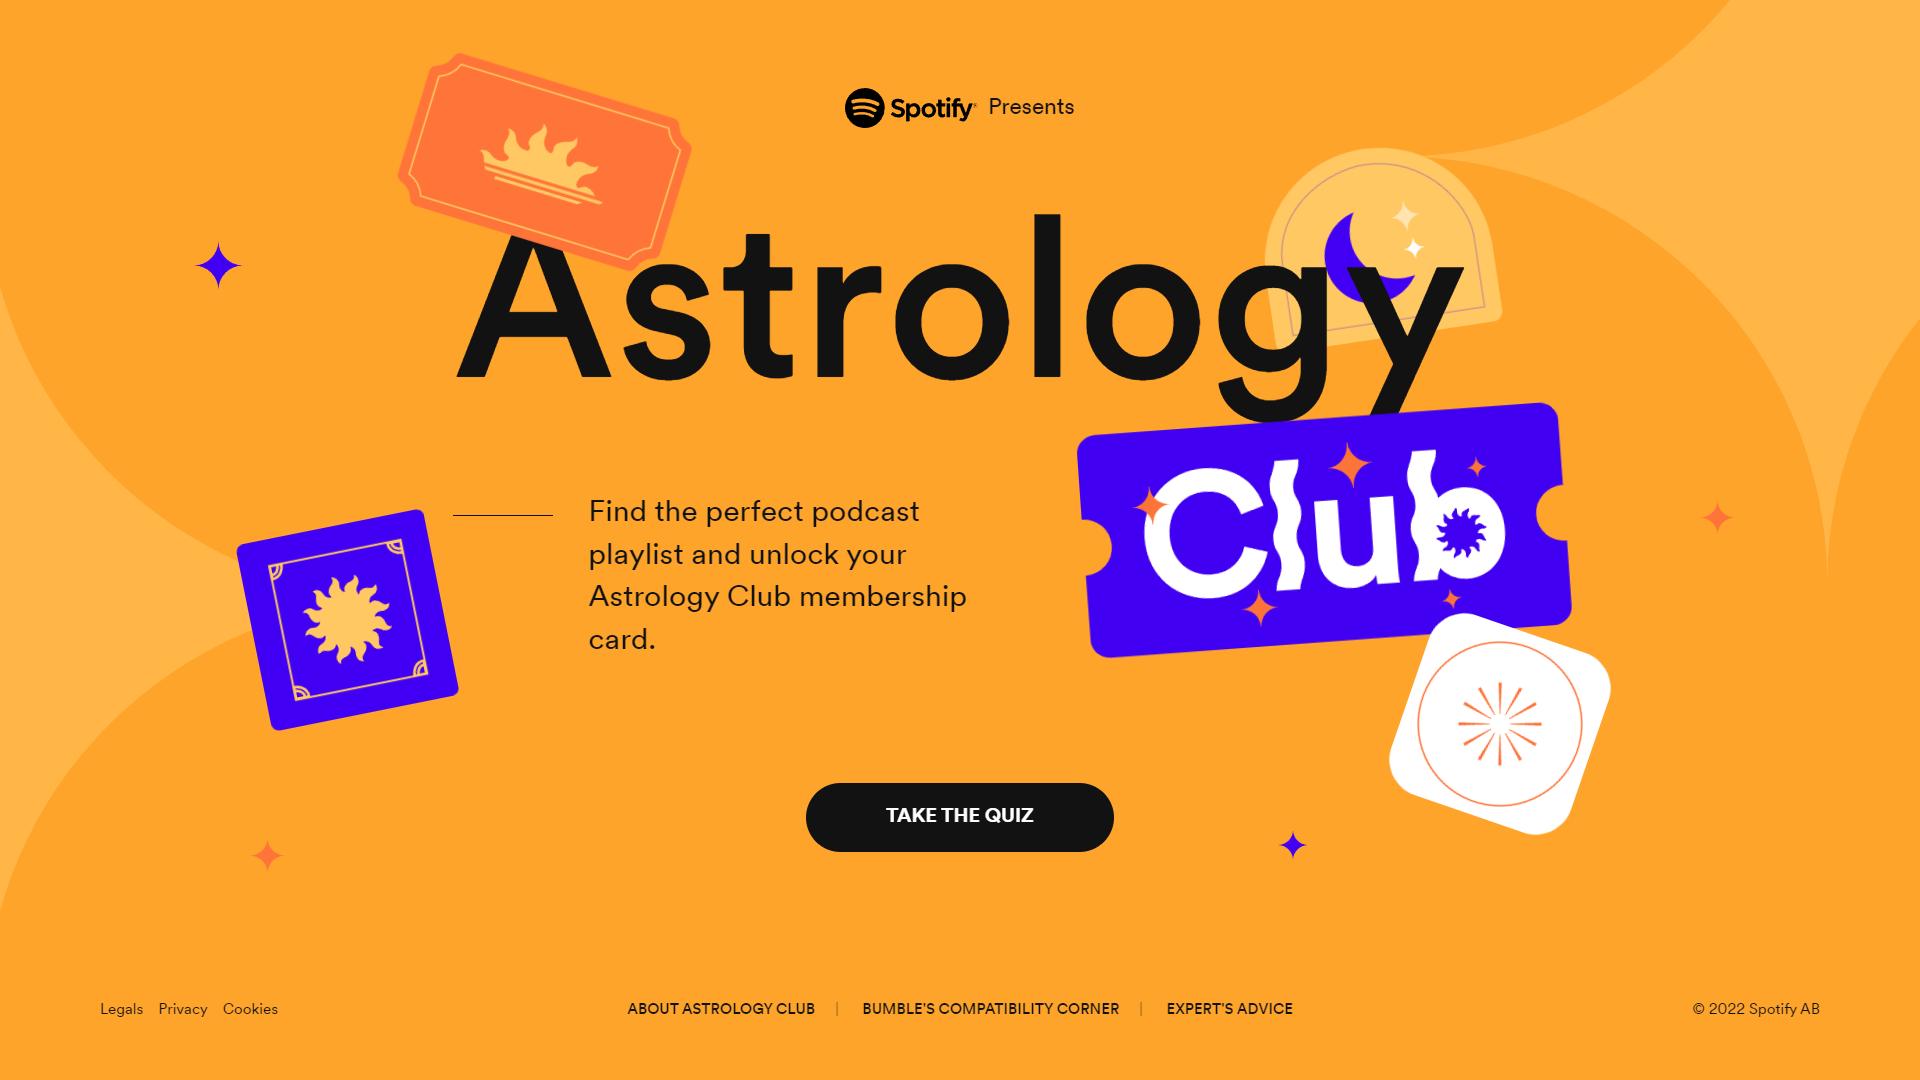 Spotify Presents
Astrology
Club
Find the perfect podcast
playlist and unlock your
Astrology Club membership
card.
TAKE THE QUIZ
Legals Privacy Cookies
ABOUT ASTROLOGY CLUB | BUMBLE'S COMPATIBILITY CORNER | EXPERT'S ADVICE
© 2022 Spotify AB